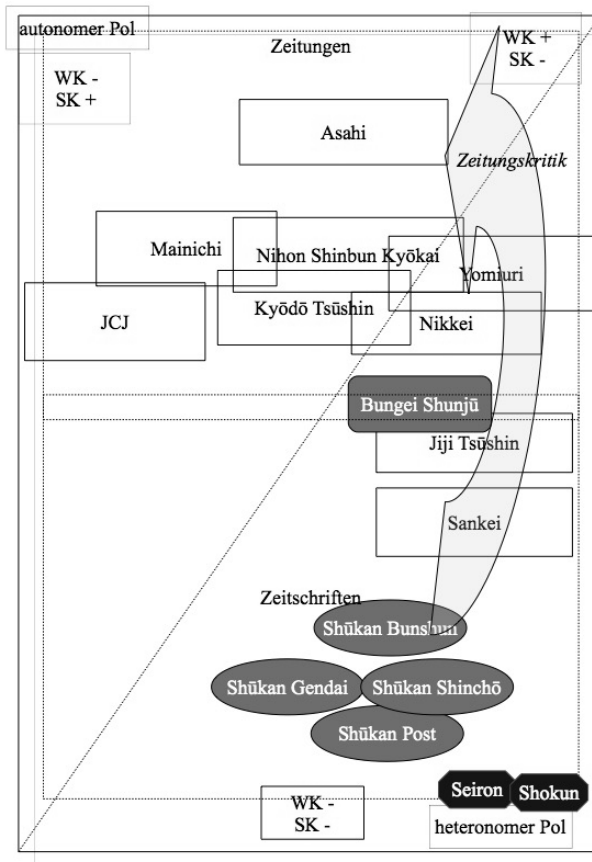 autonomer Pol
Zeitungen
WK +
SK -
WK -
SK +
Asahi
Zeitungskritik
Mainichi
Nihon Shinbun Kyōkai
Yomiuri
Kyōdō Tsūshin
JCJ
Nikkei
Bungei Shunjū
Jiji Tsūshin
Sankei
Zeitschriften
Shūkan Bunshun
Shūkan Gendai
Shūkan Shinchō
Shūkan Post
Seiron
Shokun
WK -
SK -
heteronomer Pol